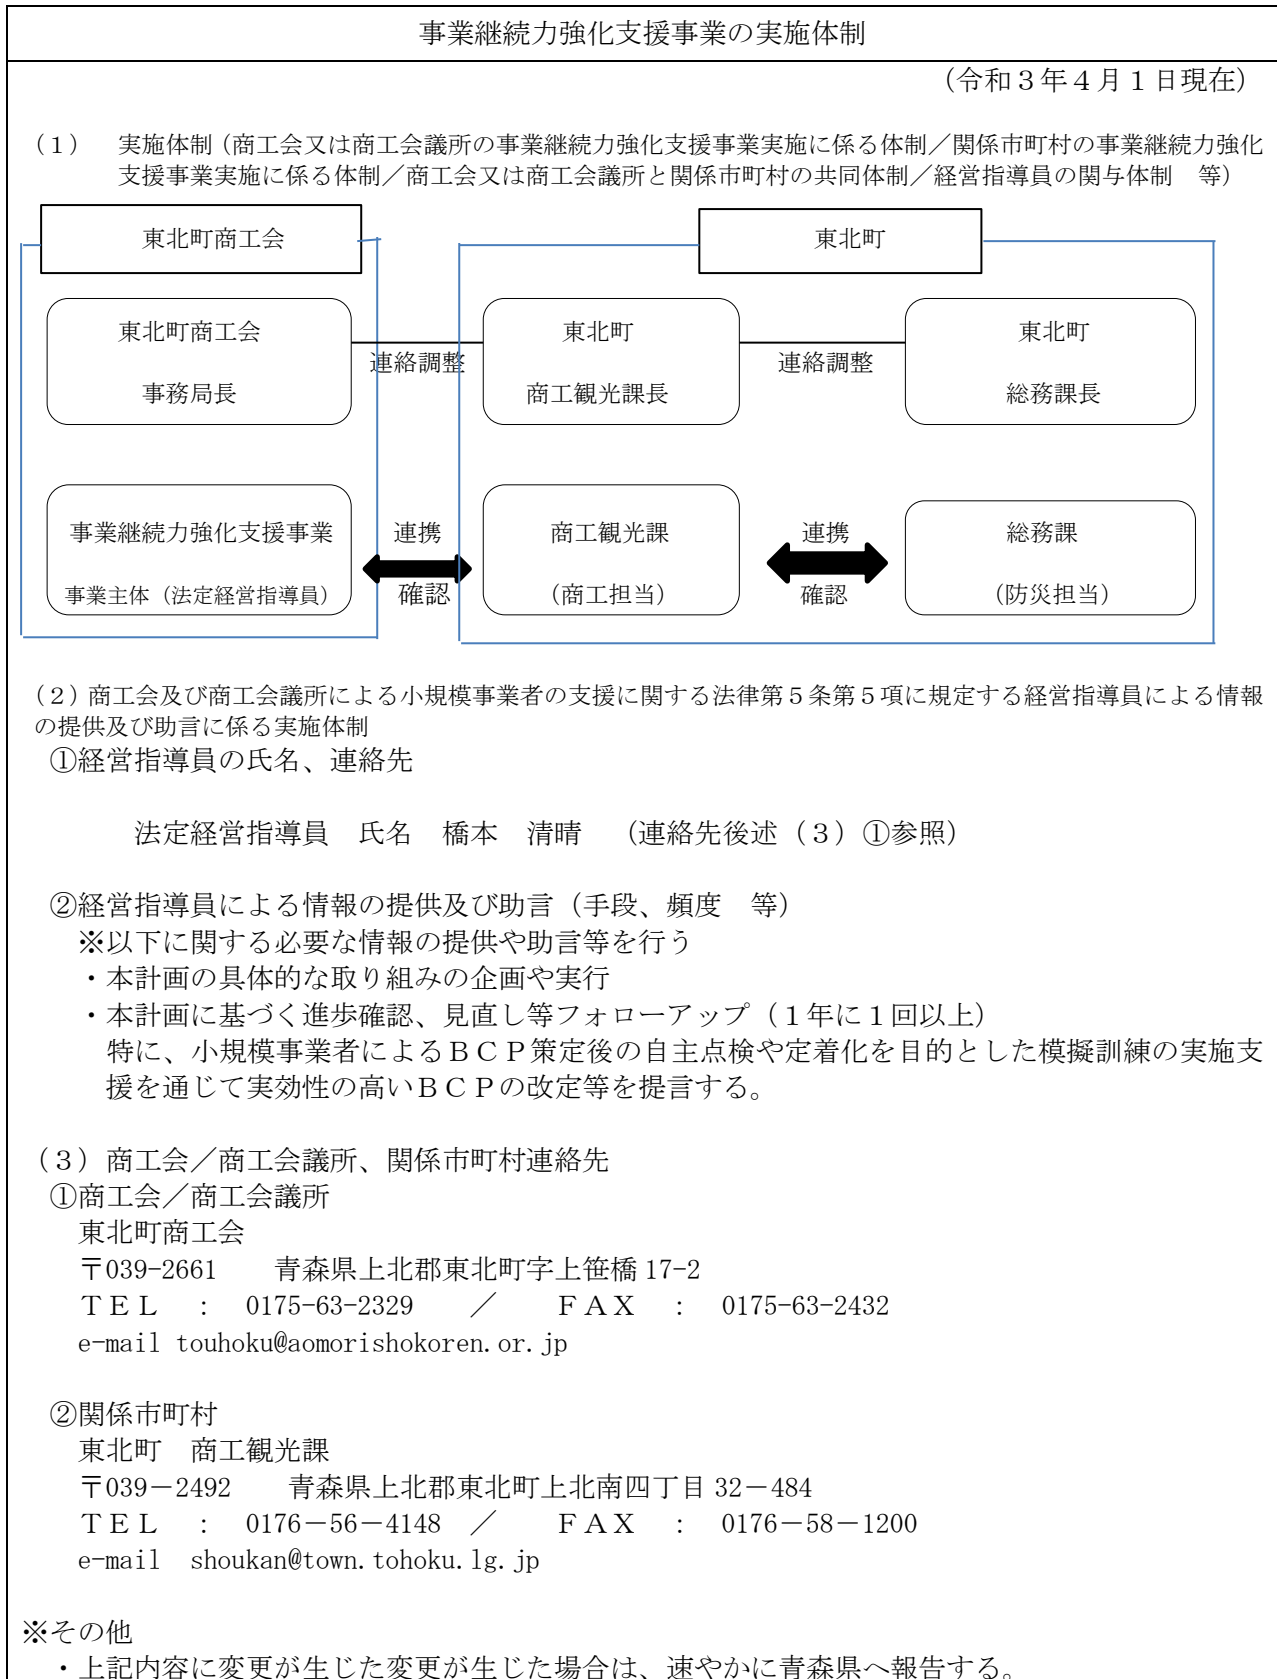 事業継続力強化支援事業の実施体制
(令和3年4月1日現在)
(1)　実施体制(商工会又は商工会議所の事業継続力強化支援事業実施に係る体制/関係市町村の事業継続力強化
支援事業実施に係る体制/商工会又は商工会議所と関係市町村の共同体制/経営指導員の関与体制　等)
東北町商工会
東北町
東北町商工会
事務局長
連絡調整
東北町
商工観光課長
連絡調整
東北町
総務課長
事業継続力強化支援事業
事業主体(法定経営指導員)
連携
確認
商工観光課
(商工担当)
連携
確認
総務課
(防災担当)
(2)商工会及び商工会議所による小規模事業者の支援に関する法律第5条第5項に規定する経営指導員による情報
の提供及び助言に係る実施体制
①経営指導員の氏名、連絡先
法定経営指導員　氏名　橋本　清晴　(連絡先後述(3)①参照)
②経営指導員による情報の提供及び助言(手段、頻度　等)
※以下に関する必要な情報の提供や助言等を行う
・本計画の具体的な取り組みの企画や実行
・本計画に基づく進歩確認、見直し等フォローアップ(1年に1回以上)
特に、小規模事業者によるBCP策定後の自主点検や定着化を目的とした模擬訓練の実施支
援を通じて実効性の高いBCPの改定等を提言する。
(3)商工会/商工会議所、関係市町村連絡先
①商工会/商工会議所
東北町商工会
〒039-2661　青森県上北郡東北町字上笹橋 17-2
TEL　:　0175-63-2329　/　FAX　:　0175-63-2432
e-mail touhoku@aomorishokoren.or.jp
②関係市町村
東北町　商工観光課
〒039-2492　青森県上北郡東北町上北南四丁目 32-484
TEL　:　0176-56-4148　/　FAX　:　0176-58-1200
e-mail　shoukan@town.tohoku.lg.jp
※その他
・上記内容に変更が生じた変更が生じた場合は、速やかに青森県へ報告する。